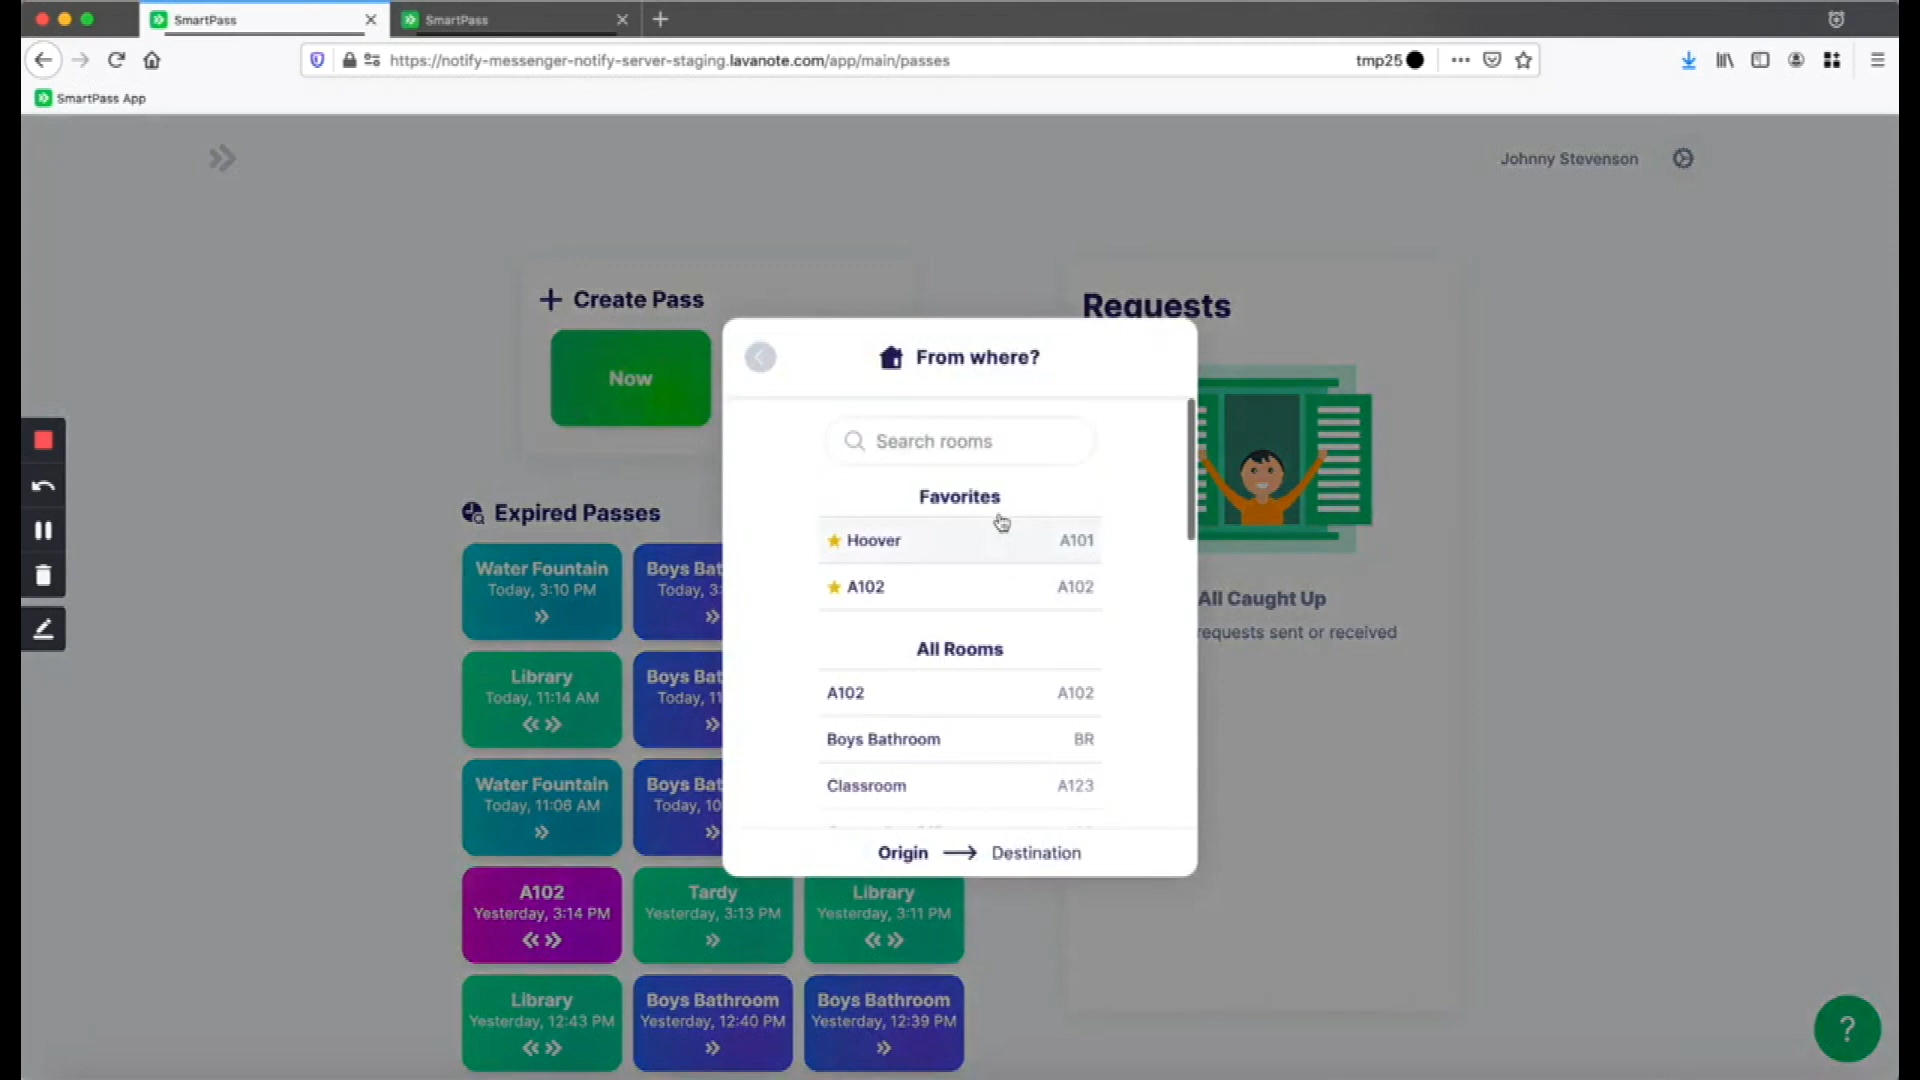 SmartPass
SmartPass
https://notify-messenger-notify-server-staging.lavanote.com/app/main/passes
tmp25
SmartPass App
Johnny Stevenson
Create Pass
Now
Requests
From where?
Search rooms
Favorites
Hoover A101
A102 A102
All Rooms
A102 A102
Boys Bathroom BR
Classroom A123
Origin Destination
All Caught Up
requests sent or received
Expired Passes
Water Fountain
Today, 3:10 PM
Boys Bat
Today, 3:
Library
Today, 11:14 AM
Boys Bat
Today, 11
Water Fountain
Today, 11:06 AM
Boys Bat
Today, 10
A102
Yesterday, 3:14 PM
Tardy
Yesterday, 3:13 PM
Library
Yesterday, 3:11 PM
Library
Yesterday, 12:43 PM
Boys Bathroom
Yesterday, 12:40 PM
Boys Bathroom
Yesterday, 12:39 PM
?